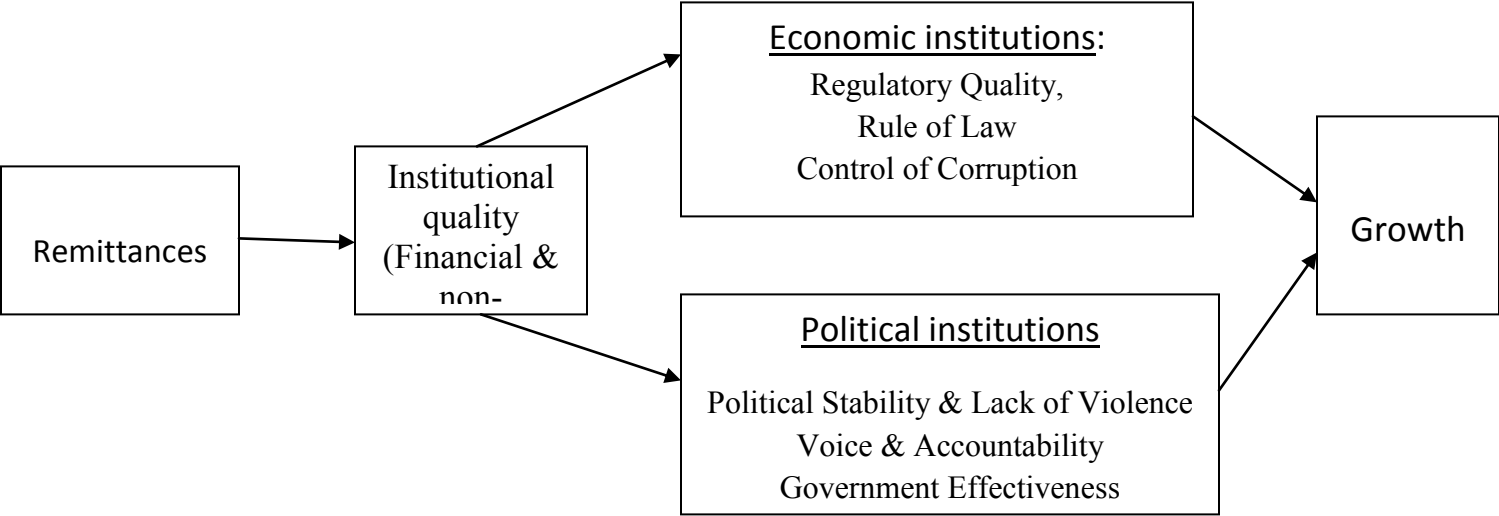 Remittances
Institutional
quality
(Financial &
non-
Economic institutions:
Regulatory Quality,
Rule of Law
Control of Corruption
Political institutions
Political Stability & Lack of Violence
Voice & Accountability
Government Effectiveness
Growth